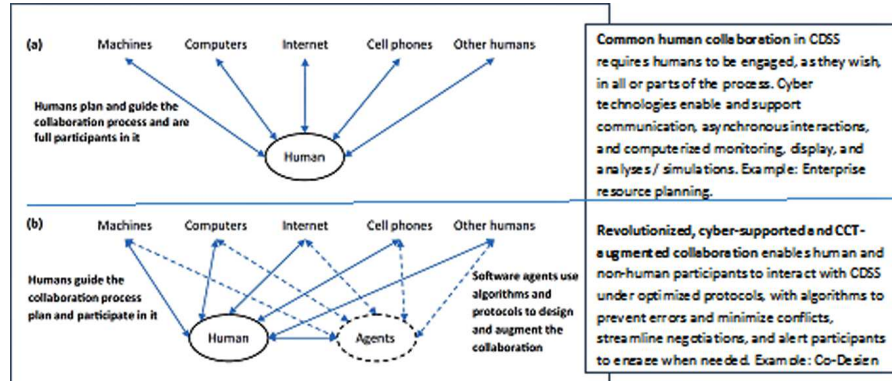 (a)
Machines Computers Internet Cell phones Other humans
Humans plan and guide the
collaboration process and are
full participants in it
Human
Common human collaboration in CDSS
requires humans to be engaged, as they wish,
in all or parts of the process. Cyber
technologies enable and support
communication, asynchronous interactions,
and computerized monitoring, display, and
analyses / simulations. Example: Enterprise
resource planning.
(b)
Machines Computers Internet Cell phones Other humans
Humans guide the
collaboration process
plan and participate in it
Human
Agents
Software agents use
algorithms and
protocols to design
and augment the
collaboration
Revolutionized, cyber-supported and CCT-
augmented collaboration enables human and
non-human participants to interact with CDSS
under optimized protocols, with algorithms to
prevent errors and minimize conflicts,
streamline negotiations, and alert participants
to engage when needed. Example: Co-Design